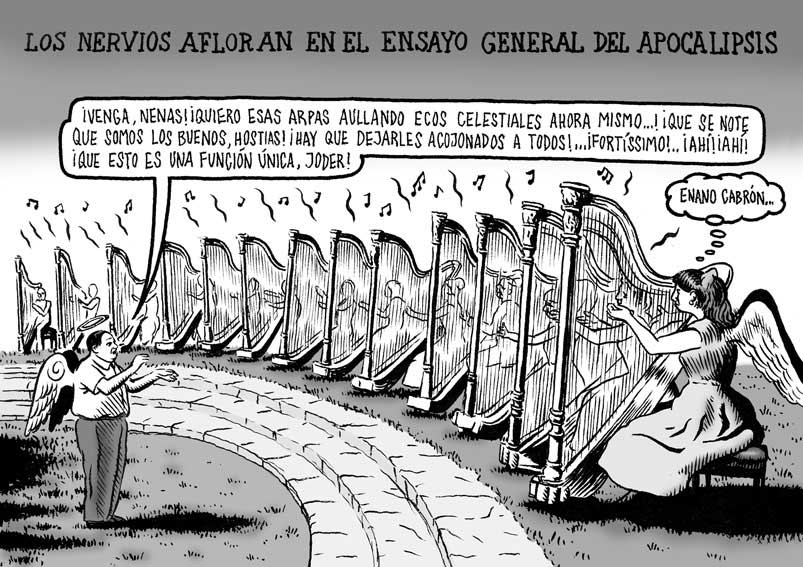 LOS NERVIOS AFLORAN EN EL ENSAYO GENERAL DEL APOCALIPSIS
¡VENGA, NENAS! ¡QUIERO ESAS ARPAS AULLANDO ECOS CELESTIALES AHORA MISMO...! ¡QUE SE NOTE
QUE SOMOS LOS BUENOS, HOSTIAS! ¡HAY QUE DEJARLES ACOJONADOS A TODOS!... ¡FORTÍSSIMO!.. ¡AHÍ! ¡AHÍ!
¡QUE ESTO ES UNA FUNCIÓN ÚNICA, JODER!
ENANO CABRÓN...